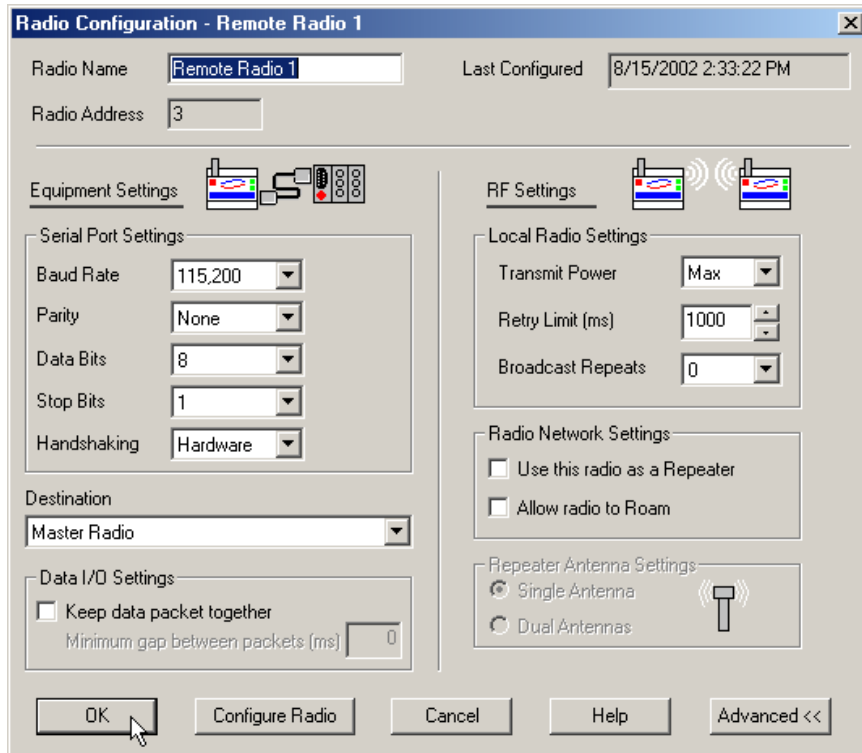 Radio Configuration - Remote Radio 1
Radio Name Remote Radio 1 Last Configured 8/15/2002 2:33:22 PM
Radio Address 3
Equipment Settings
Serial Port Settings
Baud Rate 115,200
Parity None
Data Bits 8
Stop Bits 1
Handshaking Hardware
Destination
Master Radio
Data I/O Settings
Keep data packet together
Minimum gap between packets (ms) 0
RF Settings
Local Radio Settings
Transmit Power Max
Retry Limit (ms) 1000
Broadcast Repeats 0
Radio Network Settings
Use this radio as a Repeater
Allow radio to Roam
Repeater Antenna Settings
Single Antenna
Dual Antennas
OK Configure Radio Cancel Help Advanced <<